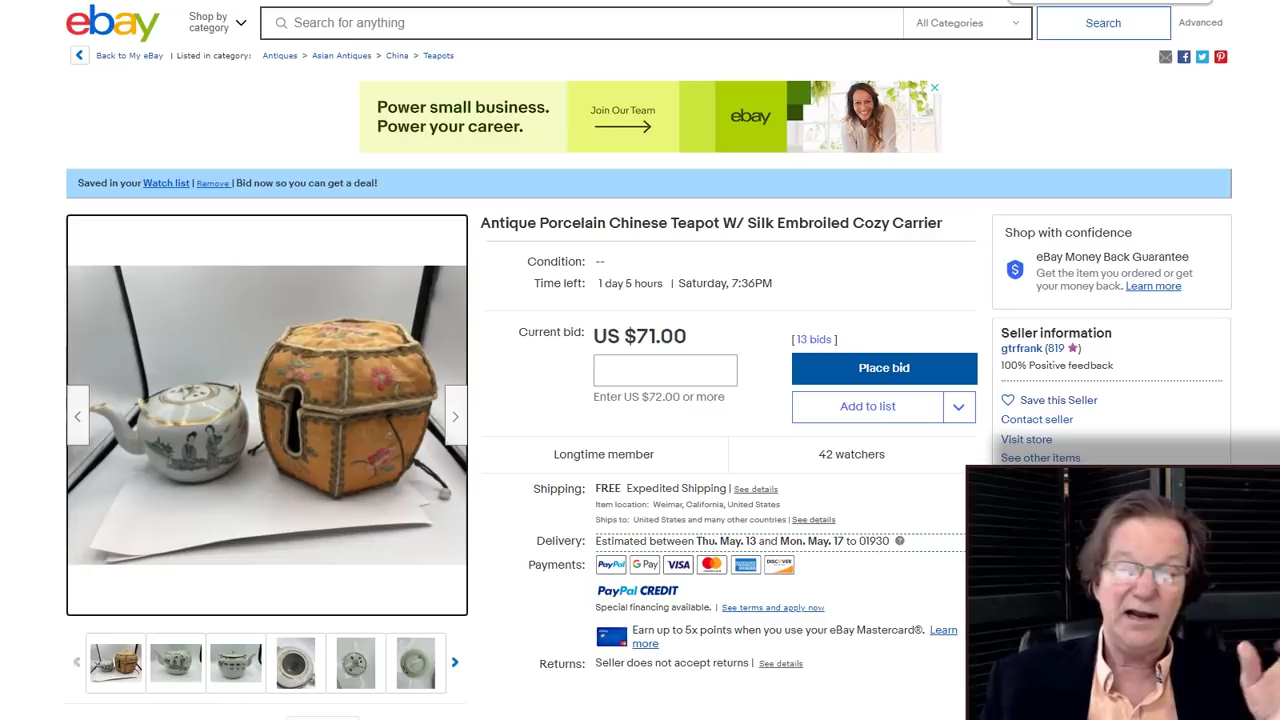 ebay
Shop by category
Search for anything
All Categories
Search
Advanced
Back to My eBay | Listed in category: Antiques > Asian Antiques > China > Teapots
Power small business.
Power your career.
Join Our Team
ebay
Saved in your Watch list | Remove | Bid now so you can get a deal!
Antique Porcelain Chinese Teapot W/ Silk Embroiled Cozy Carrier
Condition: --
Time left: 1 day 5 hours | Saturday, 7:36PM
Current bid: US $71.00 [ 13 bids ]
Place bid
Enter US $72.00 or more
Add to list
Longtime member
42 watchers
Shipping: FREE Expedited Shipping | See details
Item location: Weimar, California, United States
Ships to: United States and many other countries | See details
Delivery: Estimated between Thu. May. 13 and Mon. May. 17 to 01930
Payments: PayPal G Pay VISA MasterCard AMERICAN EXPRESS DISCOVER
PayPal CREDIT
Special financing available. | See terms and apply now
Earn up to 5x points when you use your eBay Mastercard®. Learn more
Returns: Seller does not accept returns | See details
Shop with confidence
eBay Money Back Guarantee
Get the item you ordered or get
your money back. Learn more
Seller information
gtrfrank (819)
100% Positive feedback
Save this Seller
Contact seller
Visit store
See other items